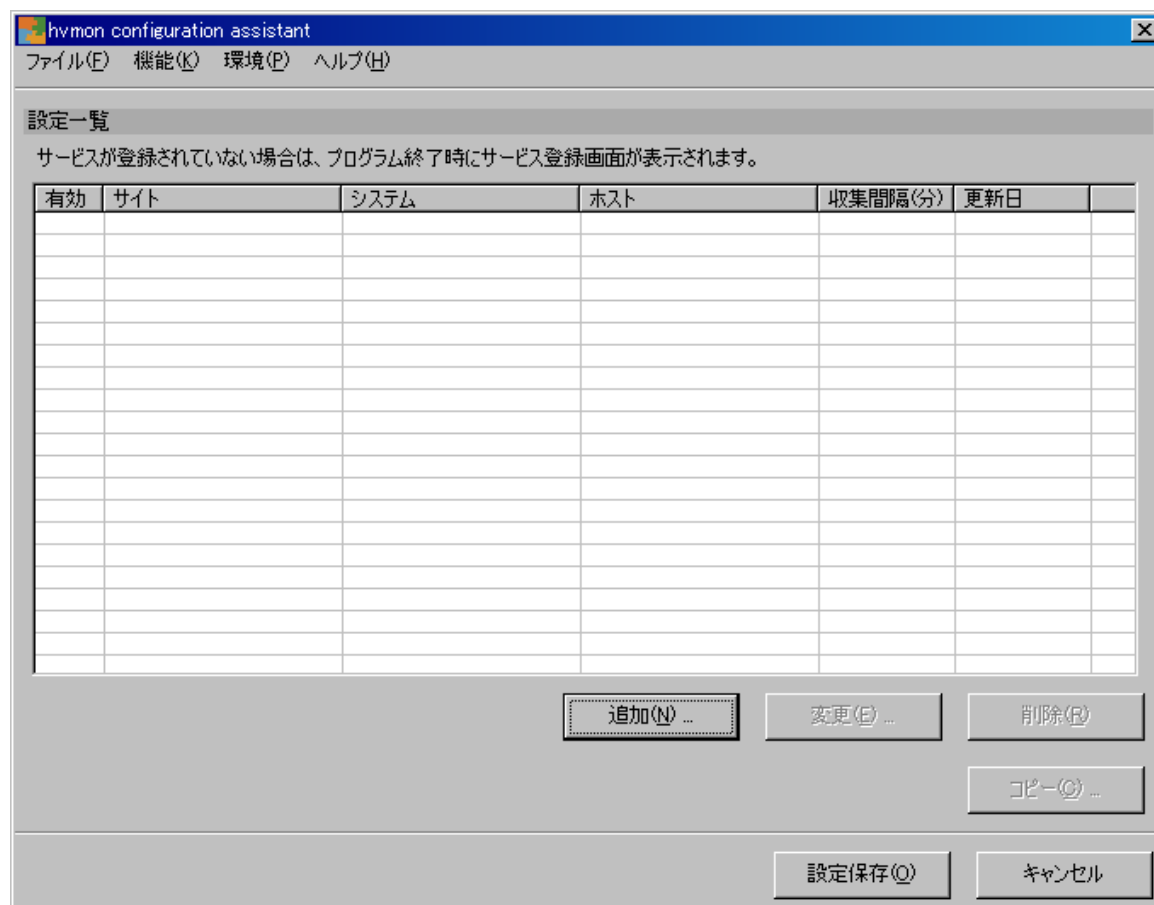 hvmon configuration assistant
ファイル(F) 機能(K) 環境(P) ヘルプ(H)
設定一覧
サービスが登録されていない場合は、プログラム終了時にサービス登録画面が表示されます。
有効 サイト システム ホスト 収集間隔(分) 更新日
追加(N) ... 変更(E) ... 削除(R)
コピー(C) ...
設定保存(O) キャンセル